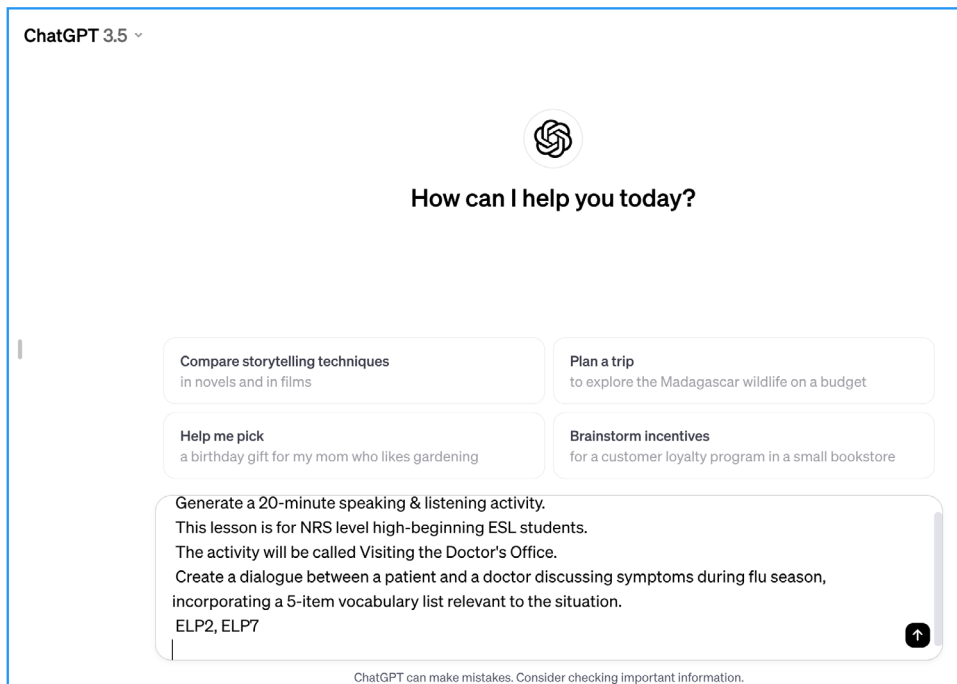 ChatGPT 3.5
How can I help you today?
Compare storytelling techniques
in novels and in films
Plan a trip
to explore the Madagascar wildlife on a budget
Help me pick
a birthday gift for my mom who likes gardening
Brainstorm incentives
for a customer loyalty program in a small bookstore
Generate a 20-minute speaking & listening activity.
This lesson is for NRS level high-beginning ESL students.
The activity will be called Visiting the Doctor's Office.
Create a dialogue between a patient and a doctor discussing symptoms during flu season,
incorporating a 5-item vocabulary list relevant to the situation.
ELP2, ELP7
ChatGPT can make mistakes. Consider checking important information.